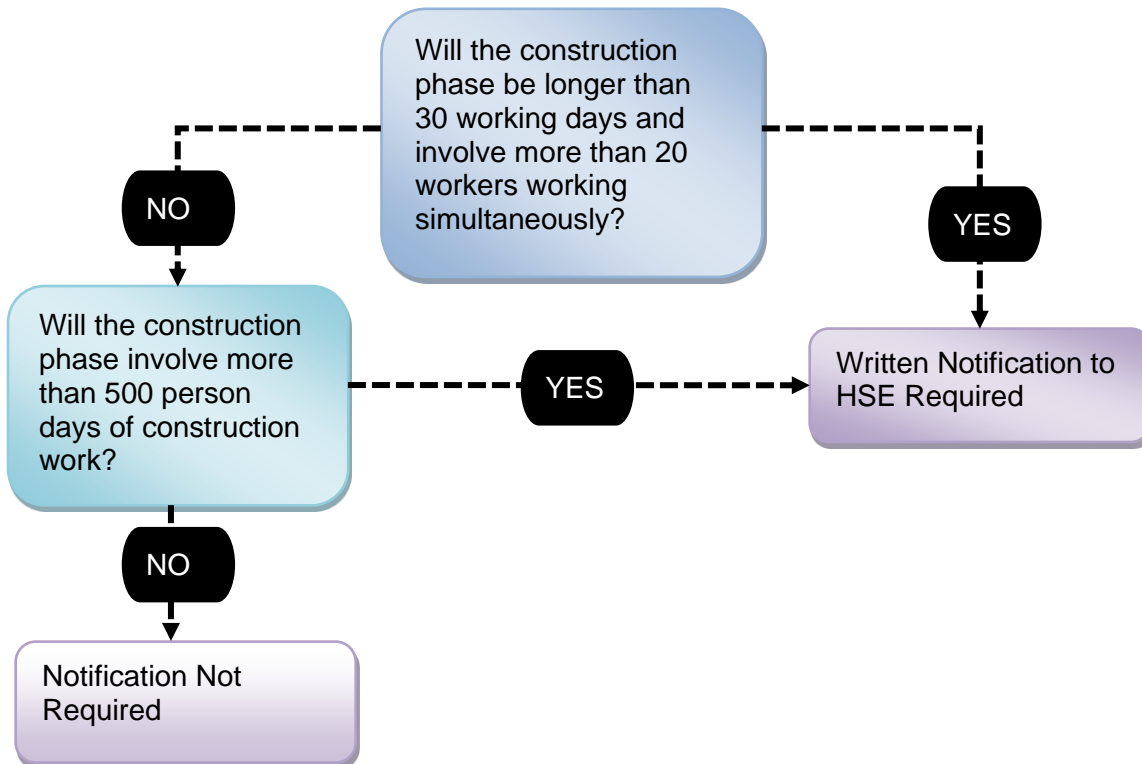 Will the construction
phase be longer than
30 working days and
involve more than 20
workers working
simultaneously?
NO
YES
Will the construction
phase involve more
than 500 person
days of construction
work?
YES
Written Notification to
HSE Required
NO
Notification Not
Required